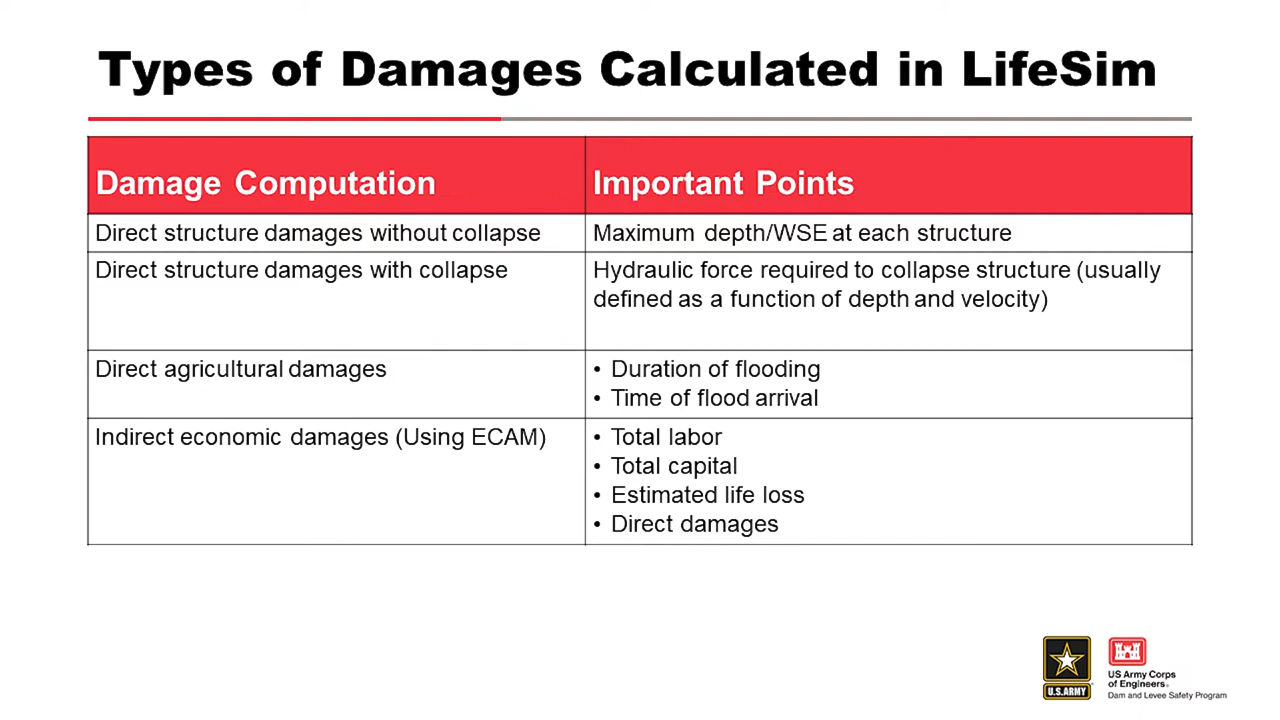 Types of Damages Calculated in LifeSim
Damage Computation
Important Points
Direct structure damages without collapse
Maximum depth/WSE at each structure
Direct structure damages with collapse
Hydraulic force required to collapse structure (usually
defined as a function of depth and velocity)
Direct agricultural damages
• Duration of flooding
• Time of flood arrival
Indirect economic damages (Using ECAM)
• Total labor
• Total capital
• Estimated life loss
• Direct damages
U.S.ARMY
US Army Corps
of Engineers®
Dam and Levee Safety Program